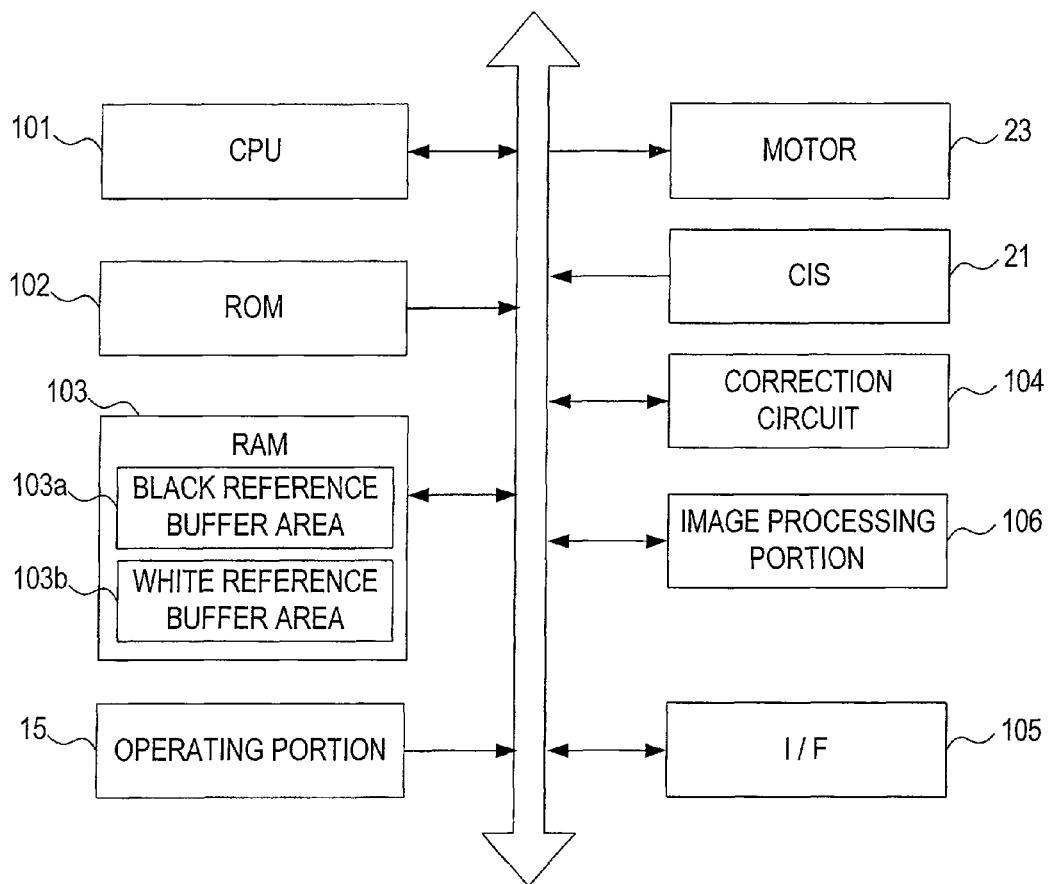 101
CPU
MOTOR
23
102
ROM
CIS
21
103
RAM
103a
BLACK REFERENCE
BUFFER AREA
103b
WHITE REFERENCE
BUFFER AREA
CORRECTION
CIRCUIT
104
IMAGE PROCESSING
PORTION
106
15
OPERATING PORTION
I / F
105